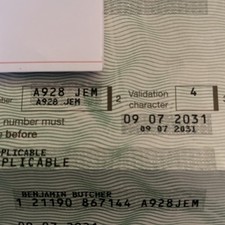 A928 JEM
A928 JEM
2
Validation
character
4
number must
before
09 07 2031
09 07 2031
PLICABLE
PLICABLE
BENJAMIN BUTCHER
1 21190 867144 A928JEM